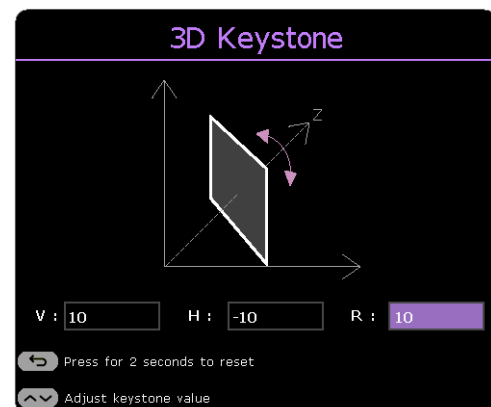 3D Keystone
Z
V : 10 H : -10 R : 10
Press for 2 seconds to reset
Adjust keystone value